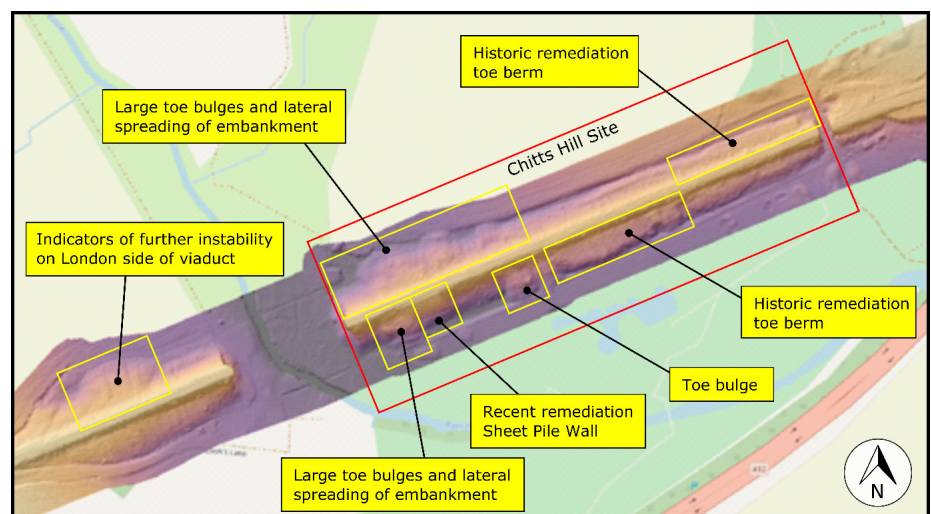 Historic remediation
toe berm
Large toe bulges and lateral
spreading of embankment
Chitts Hill Site
Indicators of further instability
on London side of viaduct
Historic remediation
toe berm
Toe bulge
Recent remediation
Sheet Pile Wall
Large toe bulges and lateral
spreading of embankment
N